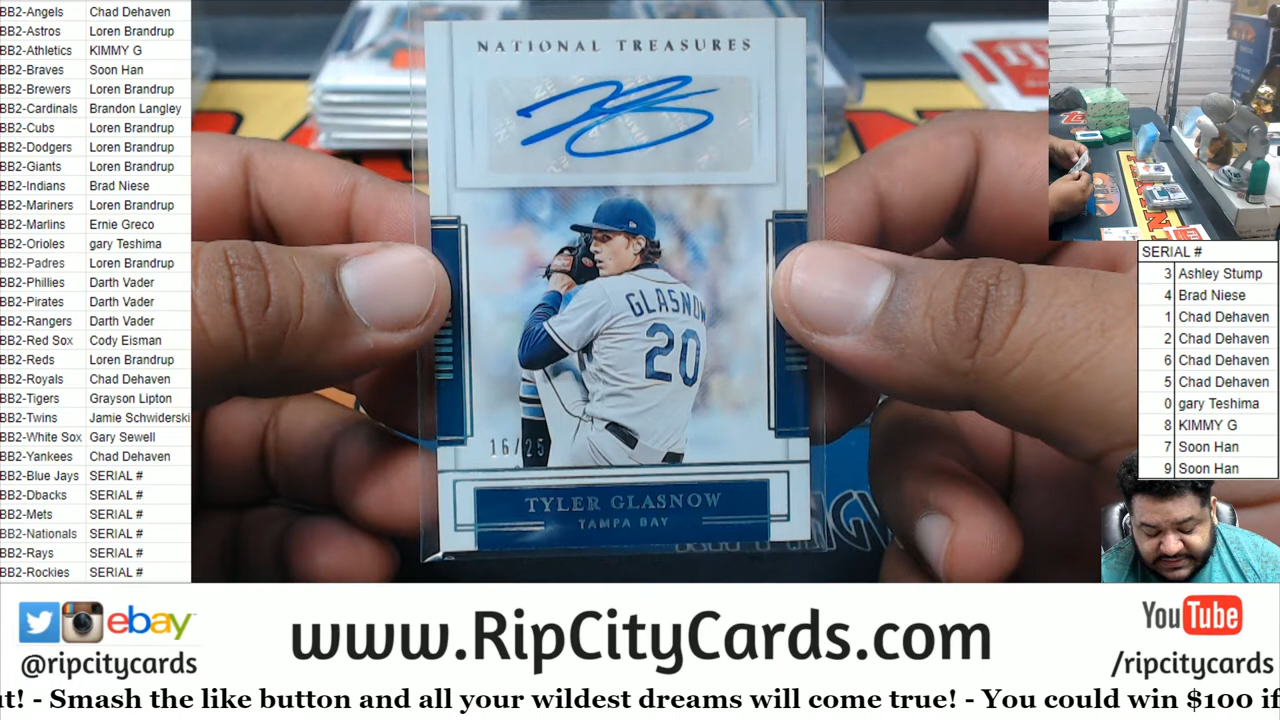 BB2-Angels Chad Dehaven
BB2-Astros Loren Brandrup
BB2-Athletics KIMMY G
BB2-Braves Soon Han
BB2-Brewers Loren Brandrup
BB2-Cardinals Brandon Langley
BB2-Cubs Loren Brandrup
BB2-Dodgers Loren Brandrup
BB2-Giants Loren Brandrup
BB2-Indians Brad Niese
BB2-Mariners Loren Brandrup
BB2-Marlins Ernie Greco
BB2-Orioles gary Teshima
BB2-Padres Loren Brandrup
BB2-Phillies Darth Vader
BB2-Pirates Darth Vader
BB2-Rangers Darth Vader
BB2-Red Sox Cody Eisman
BB2-Reds Loren Brandrup
BB2-Royals Chad Dehaven
BB2-Tigers Grayson Lipton
BB2-Twins Jamie Schwiderski
BB2-White Sox Gary Sewell
BB2-Yankees Chad Dehaven
BB2-Blue Jays SERIAL #
BB2-Dbacks SERIAL #
BB2-Mets SERIAL #
BB2-Nationals SERIAL #
BB2-Rays SERIAL #
BB2-Rockies SERIAL #
NATIONAL TREASURES
GLASNOW
20
16/25
TYLER GLASNOW
TAMPA BAY
SERIAL #
3 Ashley Stump
4 Brad Niese
1 Chad Dehaven
2 Chad Dehaven
6 Chad Dehaven
5 Chad Dehaven
0 gary Teshima
8 KIMMY G
7 Soon Han
9 Soon Han
ebay
@ripcitycards
www.RipCityCards.com
YouTube
/ripcitycards
t! - Smash the like button and all your wildest dreams will come true! - You could win $100 if